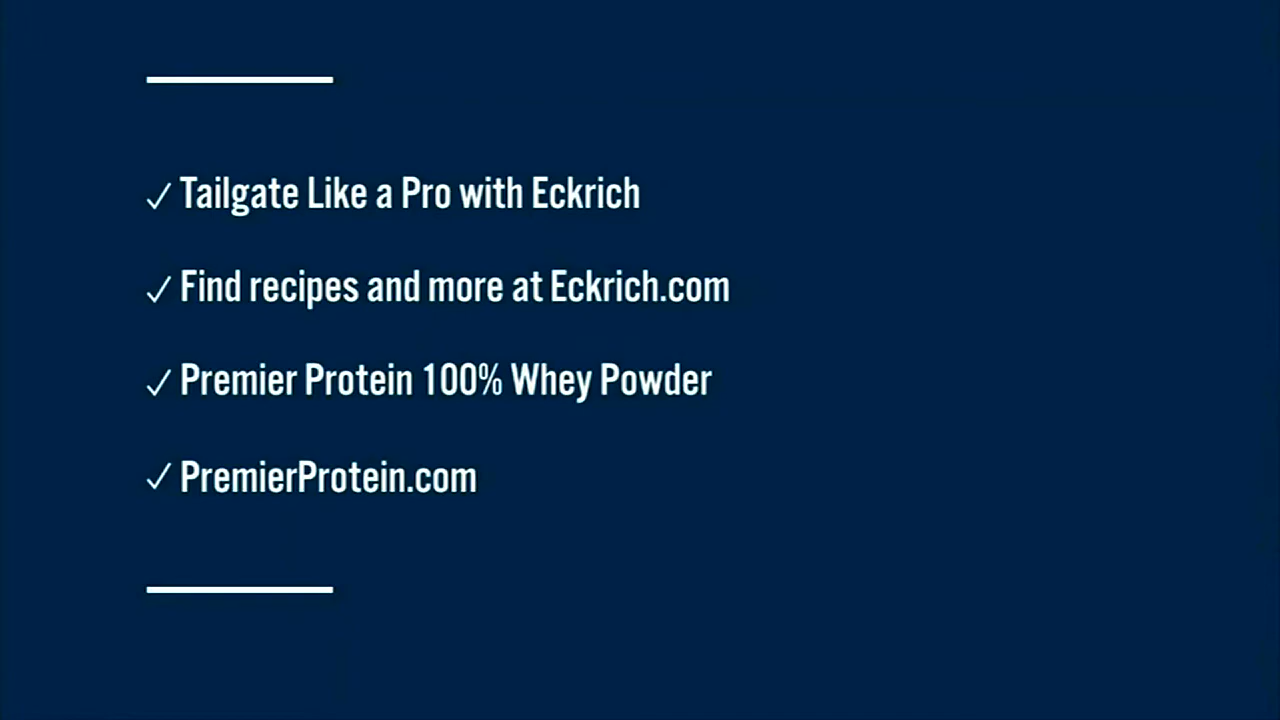 ✓ Tailgate Like a Pro with Eckrich
✓ Find recipes and more at Eckrich.com
✓ Premier Protein 100% Whey Powder
✓ PremierProtein.com